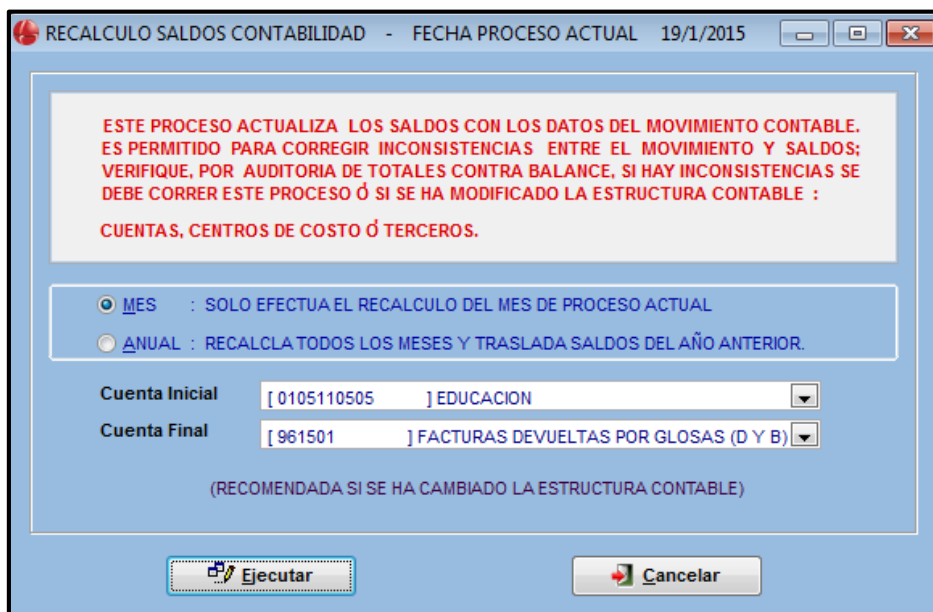 RECALCULO SALDOS CONTABILIDAD - FECHA PROCESO ACTUAL 19/1/2015
ESTE PROCESO ACTUALIZA LOS SALDOS CON LOS DATOS DEL MOVIMIENTO CONTABLE.
ES PERMITIDO PARA CORREGIR INCONSISTENCIAS ENTRE EL MOVIMIENTO Y SALDOS;
VERIFIQUE, POR AUDITORIA DE TOTALES CONTRA BALANCE, SI HAY INCONSISTENCIAS SE
DEBE CORRER ESTE PROCESO Ó SI SE HA MODIFICADO LA ESTRUCTURA CONTABLE :
CUENTAS, CENTROS DE COSTO Ó TERCEROS.
MES : SOLO EFECTUA EL RECALCULO DEL MES DE PROCESO ACTUAL
ANUAL : RECALCLA TODOS LOS MESES Y TRASLADA SALDOS DEL AÑO ANTERIOR.
Cuenta Inicial [ 0105110505 ] EDUCACION
Cuenta Final [ 961501 ] FACTURAS DEVUELTAS POR GLOSAS (D Y B)
(RECOMENDADA SI SE HA CAMBIADO LA ESTRUCTURA CONTABLE)
Ejecutar Cancelar